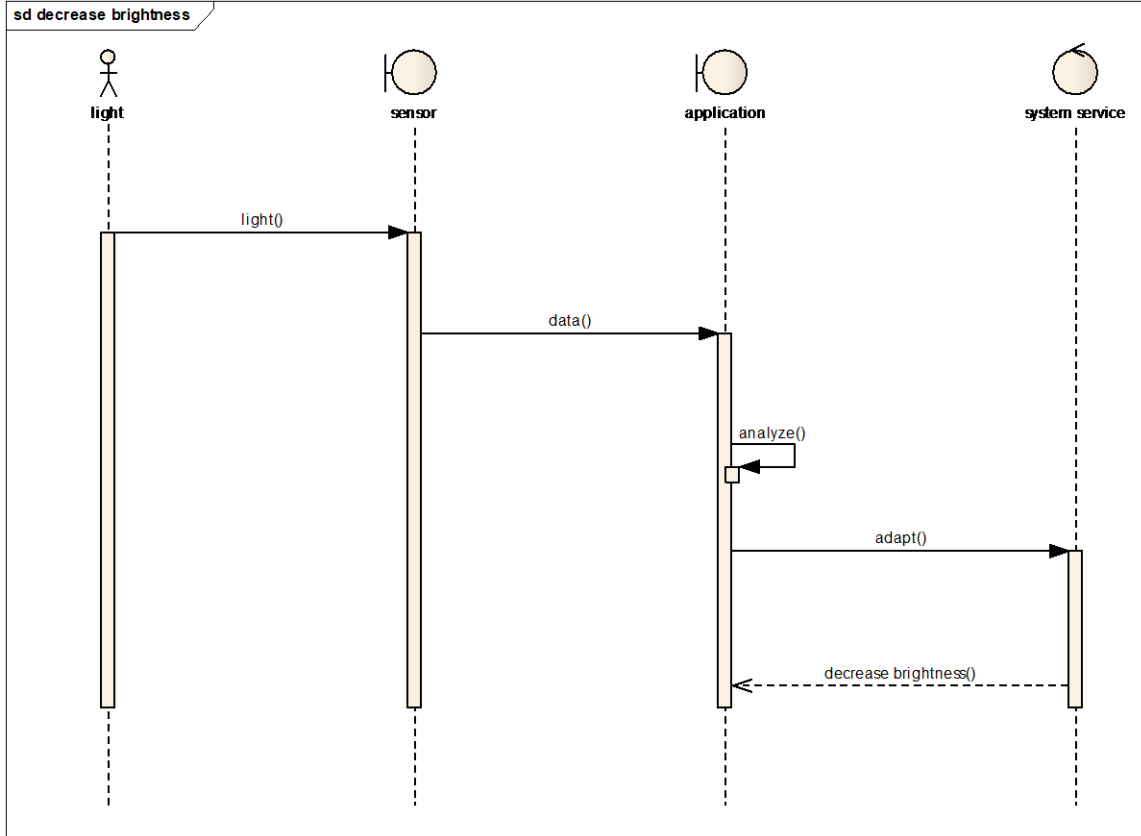 sd decrease brightness
light
sensor
application
system service
light()
data()
analyze()
adapt()
decrease brightness()